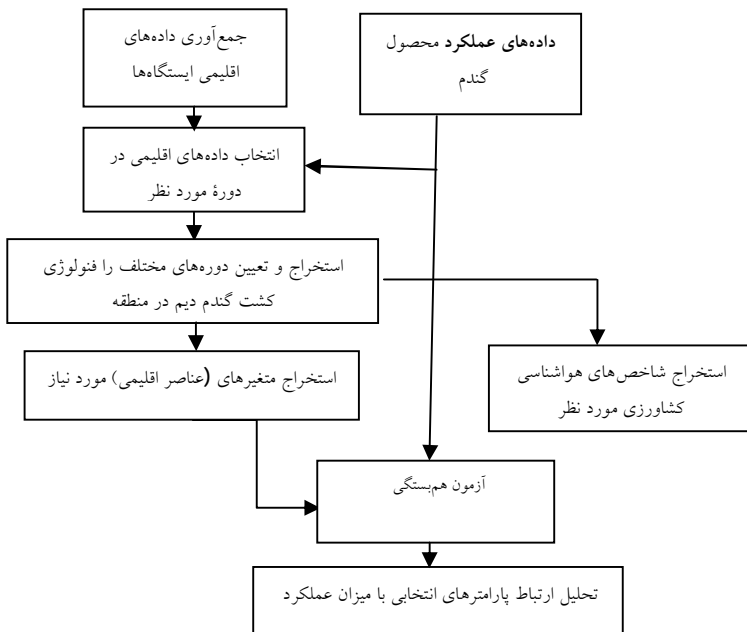 جمع‌آوری داده‌های
اقلیمی ایستگاه‌ها
داده‌های عملکرد محصول
گندم
انتخاب داده‌های اقلیمی در
دورۀ مورد نظر
استخراج و تعیین دوره‌های مختلف را فنولوژی
کشت گندم دیم در منطقه
استخراج متغیرهای (عناصر اقلیمی) مورد نیاز
استخراج شاخص‌های هواشناسی
کشاورزی مورد نظر
آزمون هم‌بستگی
تحلیل ارتباط پارامترهای انتخابی با میزان عملکرد